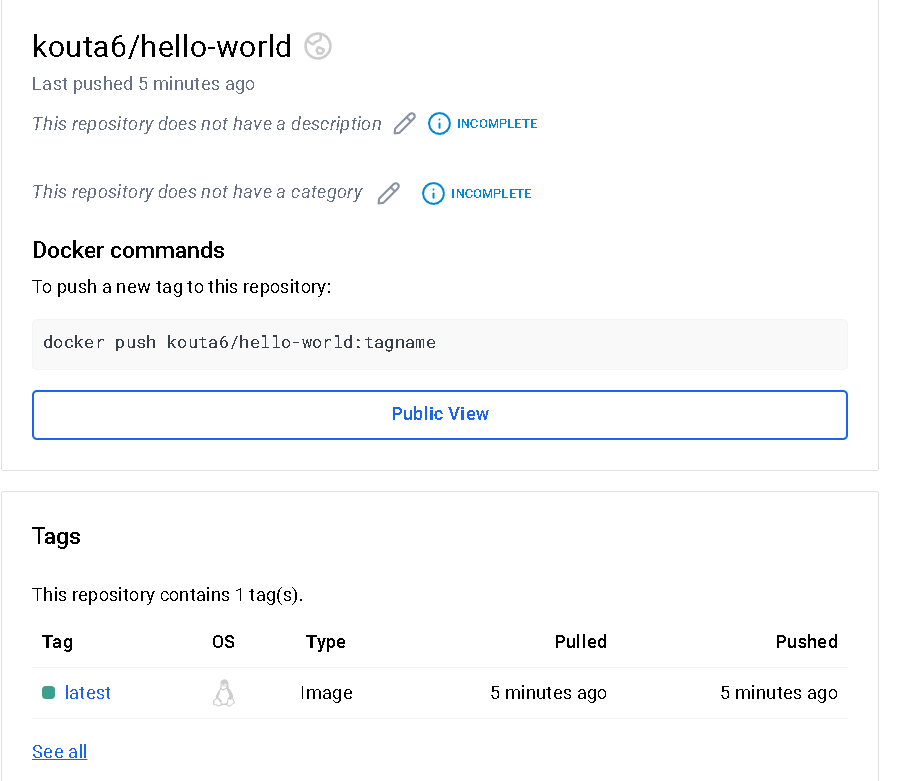 kouta6/hello-world
Last pushed 5 minutes ago
This repository does not have a description INCOMPLETE
This repository does not have a category INCOMPLETE
Docker commands
To push a new tag to this repository:
docker push kouta6/hello-world:tagname
Public View
Tags
This repository contains 1 tag(s).
Tag OS Type Pulled Pushed
latest Image 5 minutes ago 5 minutes ago
See all